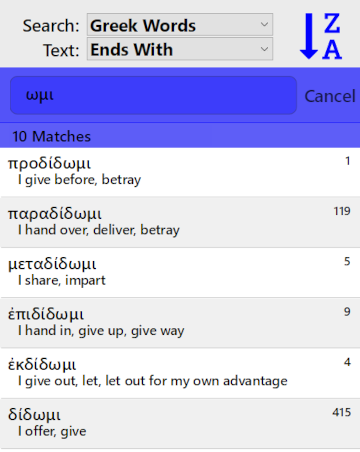 Search: Greek Words
Text: Ends With
Z
A
ωμι Cancel
10 Matches
προδίδωμι 1
I give before, betray
παραδίδωμι 119
I hand over, deliver, betray
μεταδίδωμι 5
I share, impart
ἐπιδίδωμι 9
I hand in, give up, give way
ἐκδίδωμι 4
I give out, let, let out for my own advantage
δίδωμι 415
I offer, give